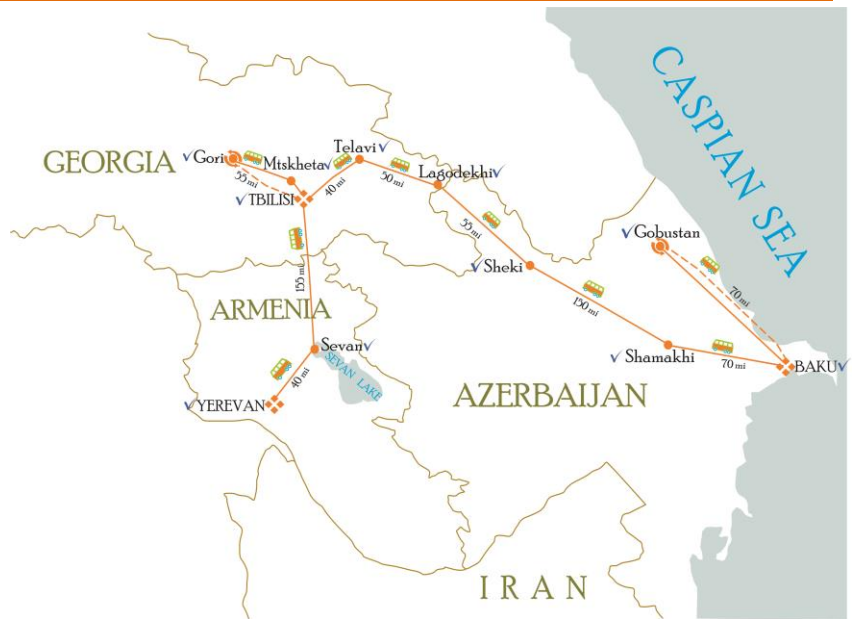 CASPIAN SEA
GEORGIA
Gori
Mtskheta
Telavi
Lagodekhi
55 mi
40 mi
50 mi
TBILISI
55 mi
Gobustan
Sheki
155 mi
150 mi
70 mi
ARMENIA
Sevan
SEVAN LAKE
40 mi
Shamakhi
70 mi
BAKU
YEREVAN
AZERBAIJAN
IRAN